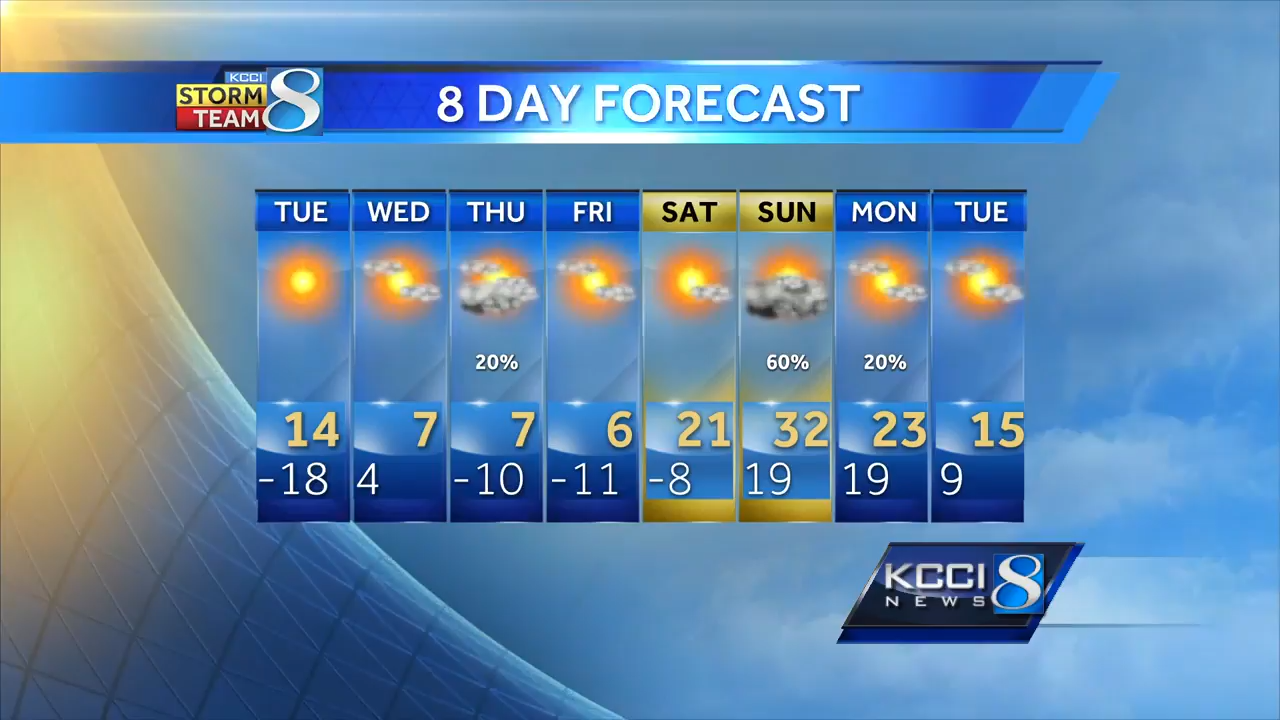 KCCI
STORM
TEAM 8
8 DAY FORECAST
TUE WED THU FRI SAT SUN MON TUE
20% 60% 20%
14 7 7 6 21 32 23 15
-18 4 -10 -11 -8 19 19 9
KCCI 8
NEWS